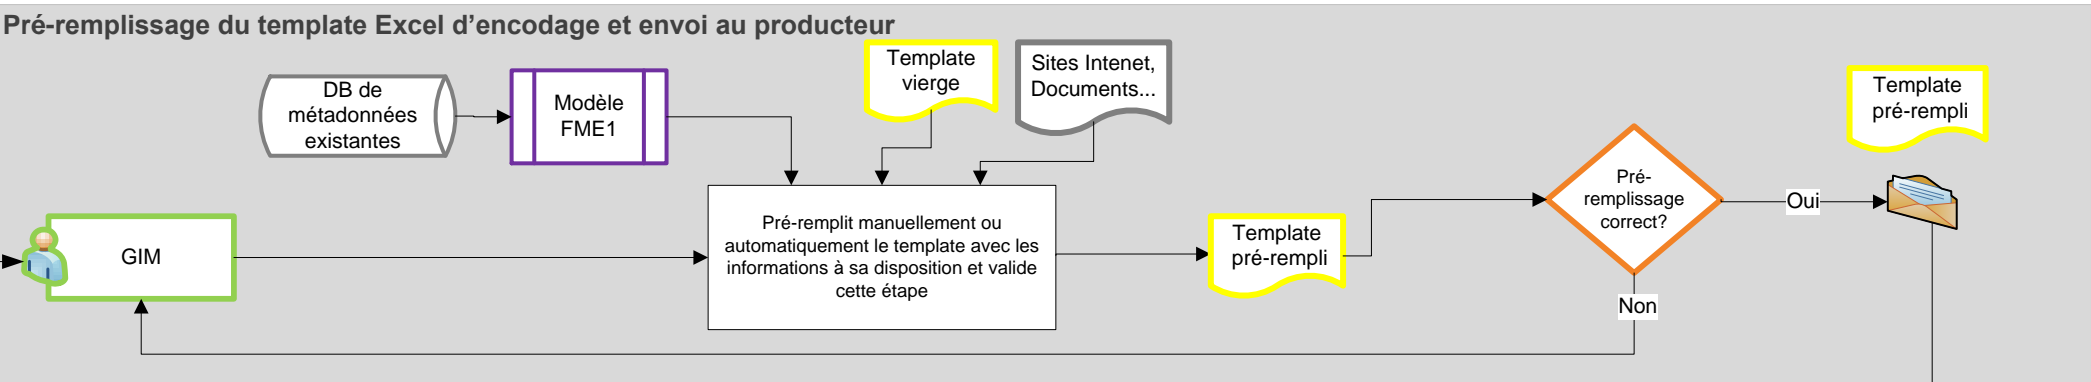 Pré-remplissage du template Excel d’encodage et envoi au producteur
DB de
métadonnées
existantes
Modèle
FME1
Template
vierge
Sites Intenet,
Documents...
Template
pré-rempli
GIM
Pré-remplit manuellement ou
automatiquement le template avec les
informations à sa disposition et valide
cette étape
Template
pré-rempli
Pré-
remplissage
correct?
Oui
Non